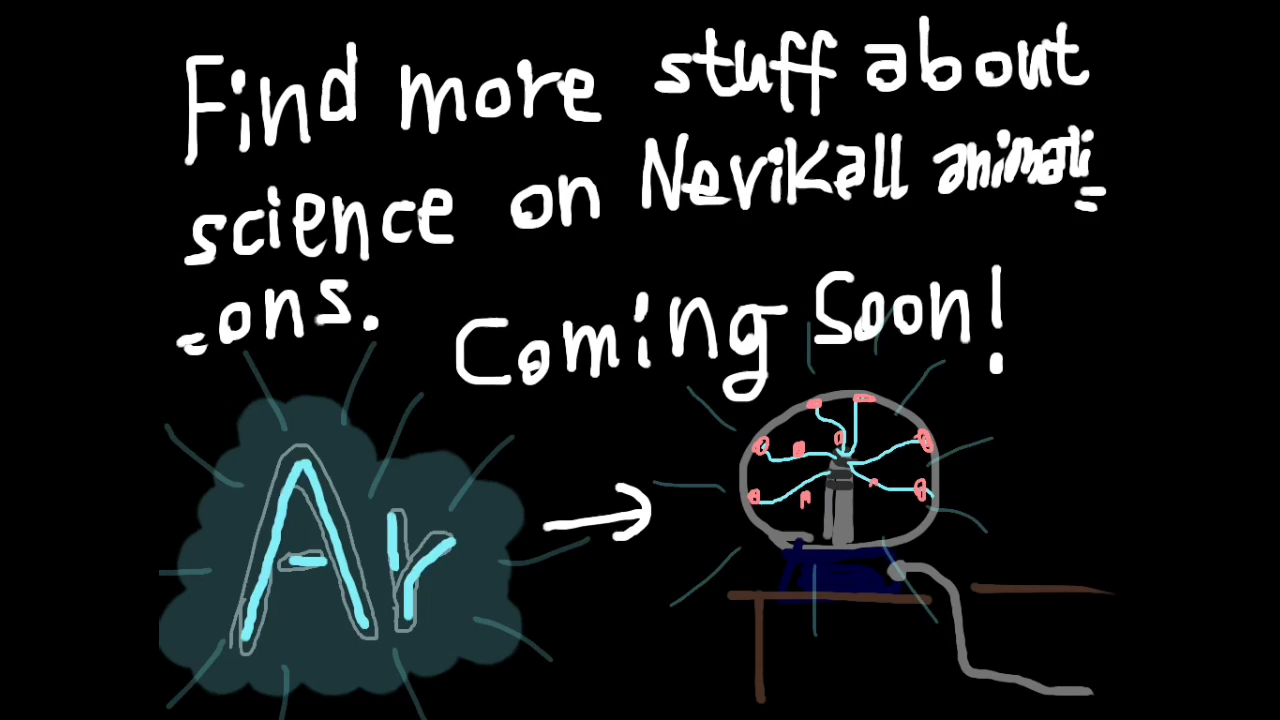 Find more stuff about
science on Nevikall animati=
=ons.
Coming Soon!
Ar